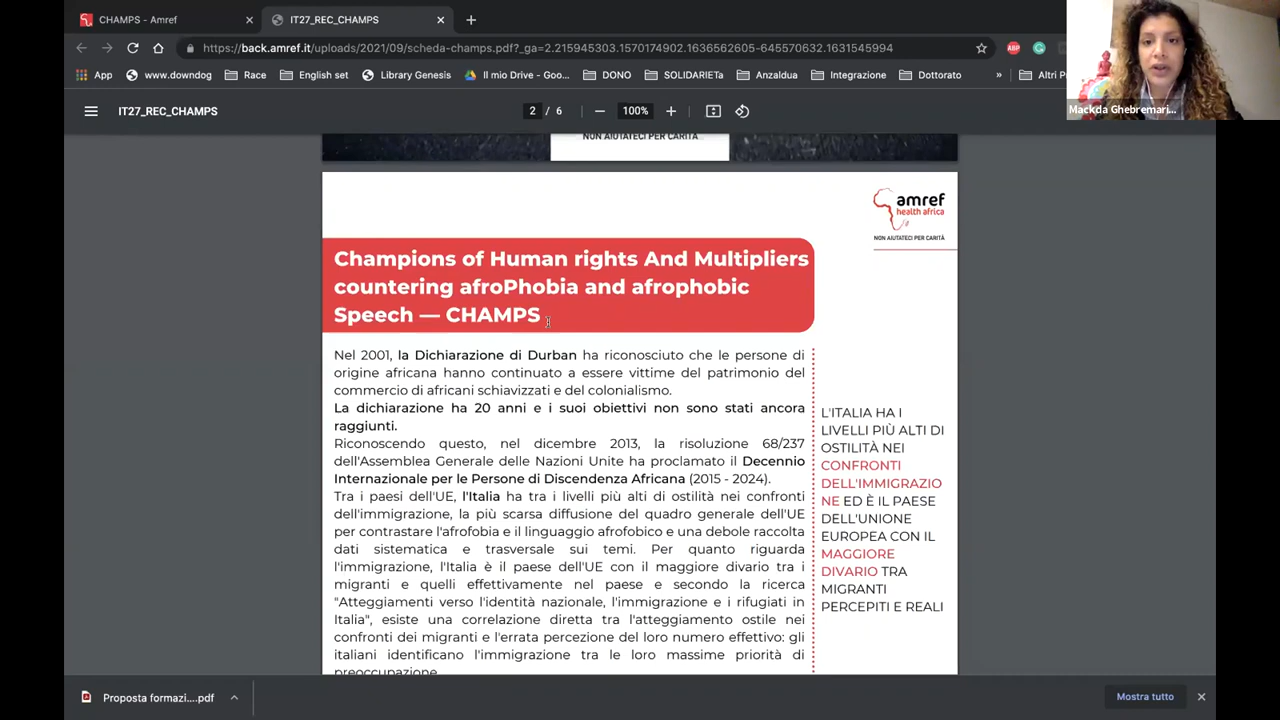 CHAMPS - Amref
IT27_REC_CHAMPS
https://back.amref.it/uploads/2021/09/scheda-champs.pdf?_ga=2.215945303.1570174902.1636562605-645570632.1631545994
ABP
App
www.downdog
Race
English set
Library Genesis
Il mio Drive - Goo...
DONO
SOLIDARIETa
Anzaldua
Integrazione
Dottorato
»
Altri Pr
Mackda Ghebremari...
IT27_REC_CHAMPS
2 / 6
100%
NON AIUTATECI PER CARITÀ
amref
health africa
NON AIUTATECI PER CARITÀ
Champions of Human rights And Multipliers
countering afroPhobia and afrophobic
Speech — CHAMPS
Nel 2001, la Dichiarazione di Durban ha riconosciuto che le persone di
origine africana hanno continuato a essere vittime del patrimonio del
commercio di africani schiavizzati e del colonialismo.
La dichiarazione ha 20 anni e i suoi obiettivi non sono stati ancora
raggiunti.
Riconoscendo questo, nel dicembre 2013, la risoluzione 68/237
dell'Assemblea Generale delle Nazioni Unite ha proclamato il Decennio
Internazionale per le Persone di Discendenza Africana (2015 - 2024).
Tra i paesi dell'UE, l'Italia ha tra i livelli più alti di ostilità nei confronti
dell'immigrazione, la più scarsa diffusione del quadro generale dell'UE
per contrastare l'afrofobia e il linguaggio afrofobico e una debole raccolta
dati sistematica e trasversale sui temi. Per quanto riguarda
l'immigrazione, l'Italia è il paese dell'UE con il maggiore divario tra i
migranti e quelli effettivamente nel paese e secondo la ricerca
"Atteggiamenti verso l'identità nazionale, l'immigrazione e i rifugiati in
Italia", esiste una correlazione diretta tra l'atteggiamento ostile nei
confronti dei migranti e l'errata percezione del loro numero effettivo: gli
italiani identificano l'immigrazione tra le loro massime priorità di
preoccupazione
L'ITALIA HA I
LIVELLI PIÙ ALTI DI
OSTILITÀ NEI
CONFRONTI
DELL'IMMIGRAZIO
NE ED È IL PAESE
DELL'UNIONE
EUROPEA CON IL
MAGGIORE
DIVARIO TRA
MIGRANTI
PERCEPITI E REALI
Proposta formazi....pdf
Mostra tutto